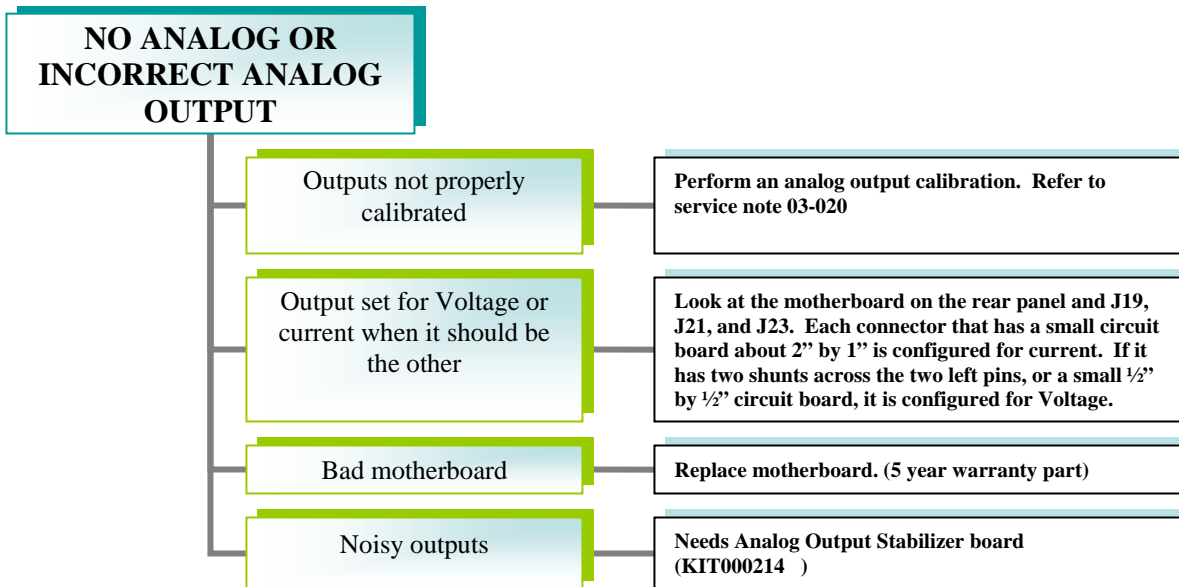 NO ANALOG OR
INCORRECT ANALOG
OUTPUT
Outputs not properly
calibrated
Perform an analog output calibration.  Refer to
service note 03-020
Output set for Voltage or
current when it should be
the other
Look at the motherboard on the rear panel and J19,
J21, and J23.  Each connector that has a small circuit
board about 2” by 1” is configured for current.  If it
has two shunts across the two left pins, or a small ½”
by ½” circuit board, it is configured for Voltage.
Bad motherboard
Replace motherboard. (5 year warranty part)
Noisy outputs
Needs Analog Output Stabilizer board
(KIT000214   )